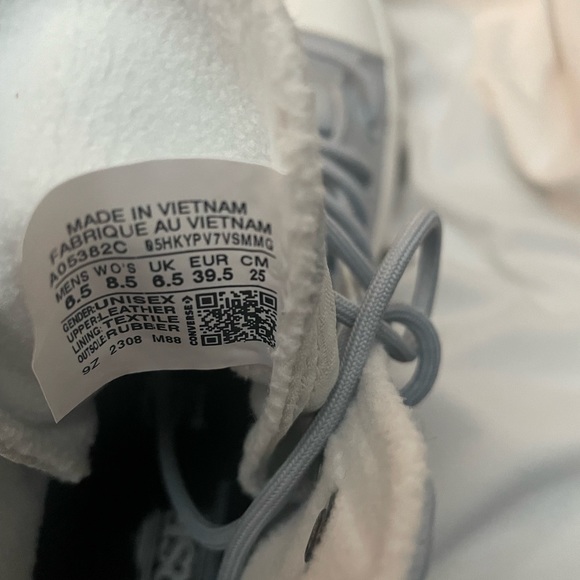 MADE IN VIETNAM
FABRIQUE AU VIETNAM
A05382C 05HKYPV7VSMMQ
MENS WO'S UK EUR CM
6.5 8.5 6.5 39.5 25
GENDER: UNISEX
UPPER: LEATHER
LINING: TEXTILE
OUTSOLE: RUBBER
9Z 2308 M88
CONVERSE